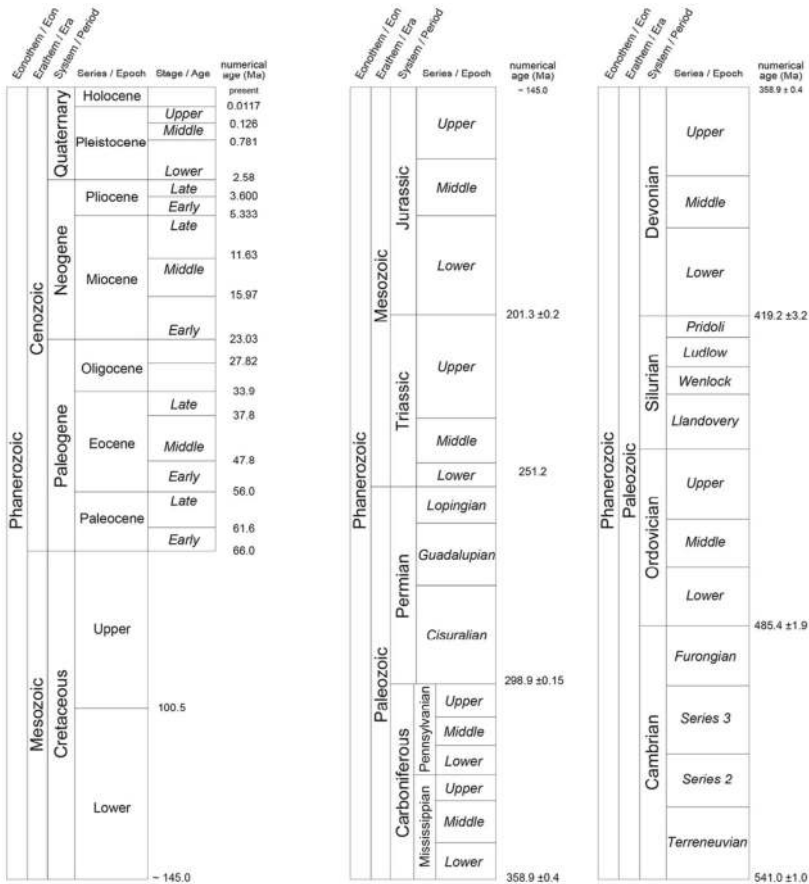 Eonothem / Eon
Erathem / Era
System / Period
Series / Epoch
Stage / Age
numerical
age (Ma)
Phanerozoic
Cenozoic
Quaternary
Holocene
present
0.0117
Pleistocene
Upper
0.126
Middle
0.781
Lower
2.58
Neogene
Pliocene
Late
3.600
Early
5.333
Miocene
Late
11.63
Middle
15.97
Early
23.03
Paleogene
Oligocene
27.82
33.9
Eocene
Late
37.8
Middle
47.8
Early
56.0
Paleocene
Late
61.6
Early
66.0
Mesozoic
Cretaceous
Upper
100.5
Lower
~ 145.0
Eonothem / Eon
Erathem / Era
System / Period
Series / Epoch
numerical
age (Ma)
~ 145.0
Phanerozoic
Mesozoic
Jurassic
Upper
Middle
Lower
201.3 ±0.2
Triassic
Upper
Middle
Lower
251.2
Paleozoic
Permian
Lopingian
Guadalupian
Cisuralian
298.9 ±0.15
Carboniferous
Pennsylvanian
Upper
Middle
Lower
Mississippian
Upper
Middle
Lower
358.9 ±0.4
Eonothem / Eon
Erathem / Era
System / Period
Series / Epoch
numerical
age (Ma)
358.9 ± 0.4
Phanerozoic
Paleozoic
Devonian
Upper
Middle
Lower
419.2 ±3.2
Silurian
Pridoli
Ludlow
Wenlock
Llandovery
Ordovician
Upper
Middle
Lower
485.4 ±1.9
Cambrian
Furongian
Series 3
Series 2
Terreneuvian
541.0 ±1.0